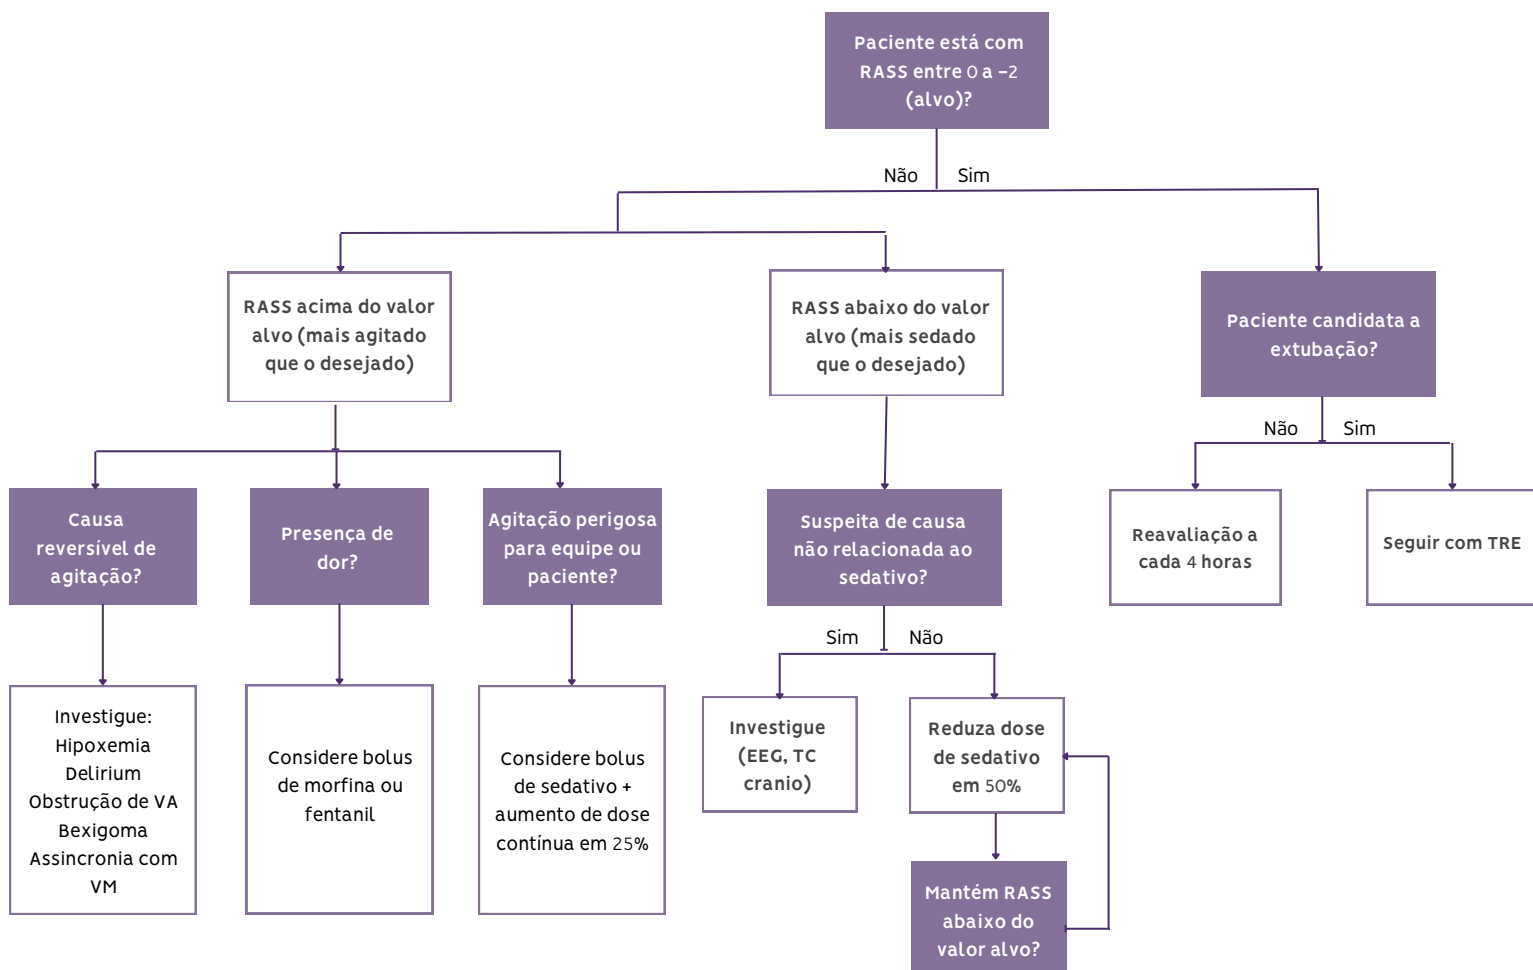 Paciente está com
RASS entre 0 a -2
(alvo)?
Não
Sim
RASS acima do valor
alvo (mais agitado
que o desejado)
RASS abaixo do valor
alvo (mais sedado
que o desejado)
Paciente candidata a
extubação?
Não
Sim
Causa
reversível de
agitação?
Presença de
dor?
Agitação perigosa
para equipe ou
paciente?
Suspeita de causa
não relacionada ao
sedativo?
Reavaliação a
cada 4 horas
Seguir com TRE
Sim
Não
Investigue:
Hipoxemia
Delirium
Obstrução de VA
Bexigoma
Assincronia com
VM
Considere bolus
de morfina ou
fentanil
Considere bolus
de sedativo +
aumento de dose
contínua em 25%
Investigue
(EEG, TC
cranio)
Reduza dose
de sedativo
em 50%
Mantém RASS
abaixo do
valor alvo?